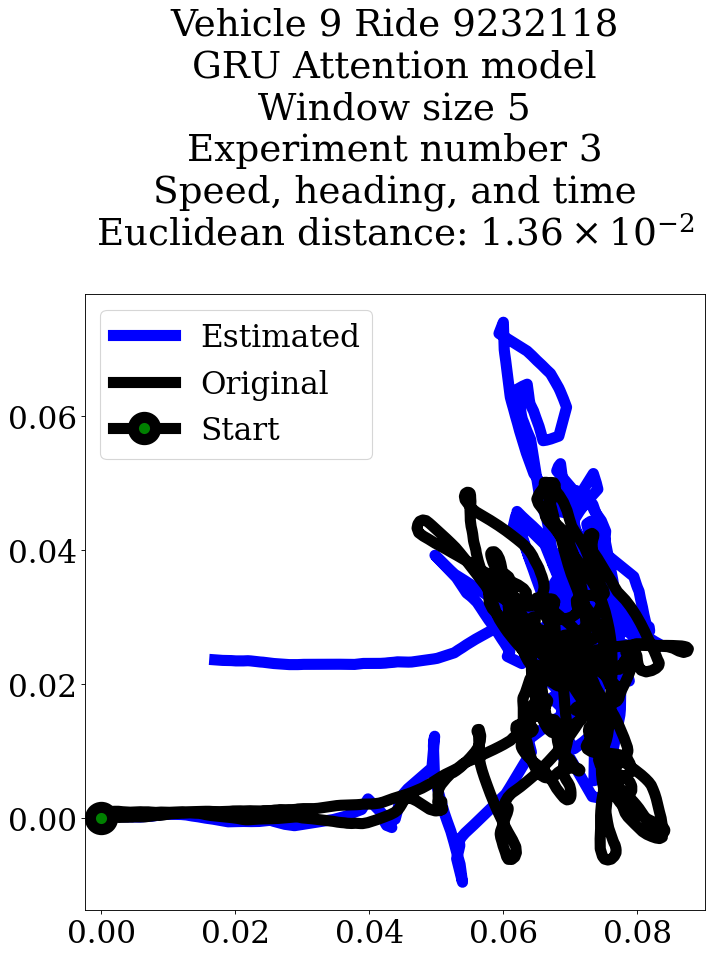 Vehicle 9 Ride 9232118
GRU Attention model
Window size 5
Experiment number 3
Speed, heading, and time
Euclidean distance: 1.36 × 10⁻²
Estimated
Original
Start
0.06
0.04
0.02
0.00
0.00 0.02 0.04 0.06 0.08